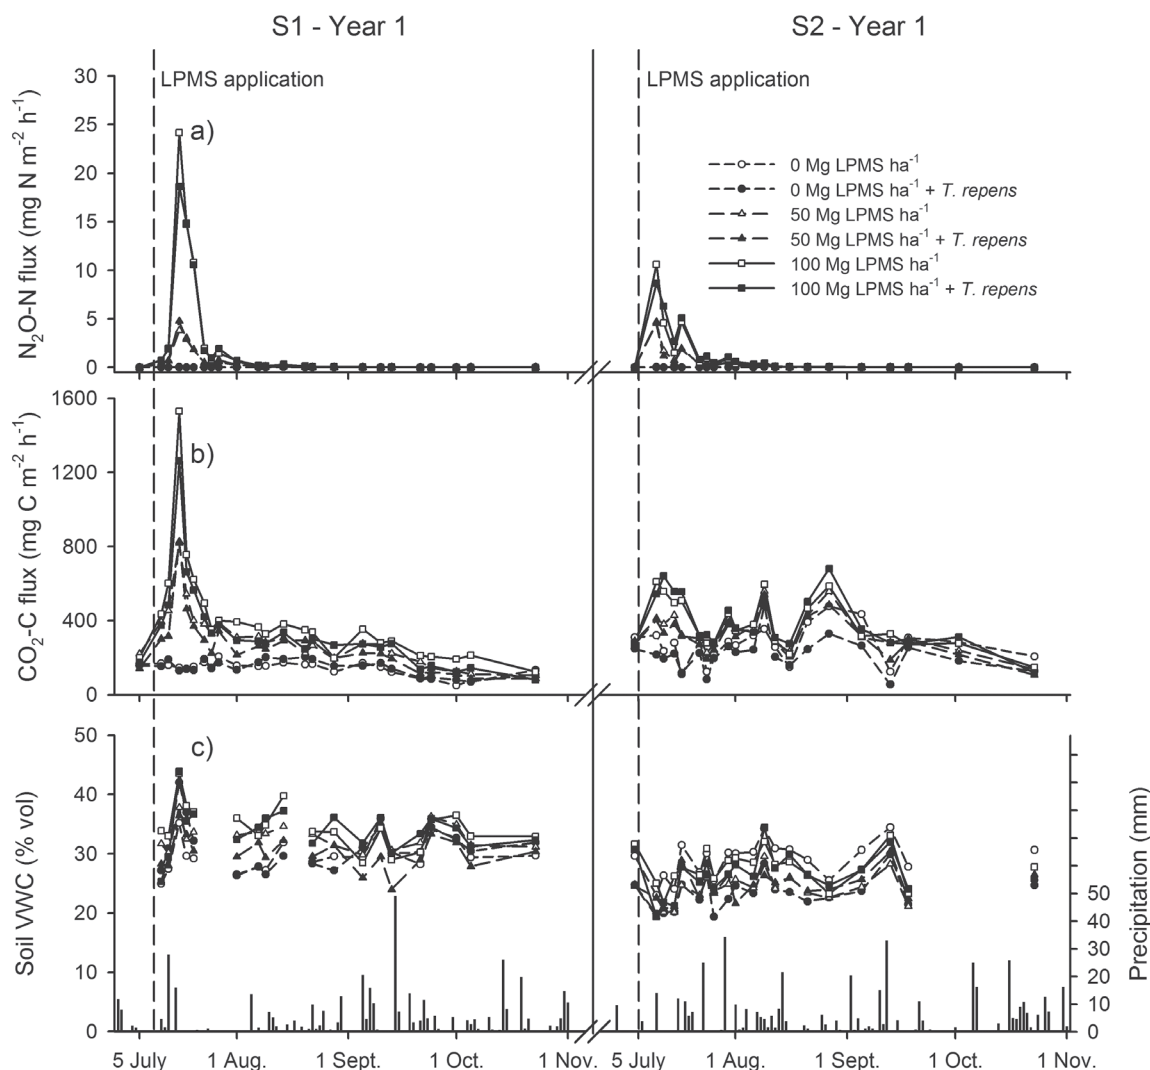 S1 - Year 1
S2 - Year 1
LPMS application
LPMS application
a)
N₂O-N flux (mg N m⁻² h⁻¹)
30
25
20
15
10
5
0
0 Mg LPMS ha⁻¹
0 Mg LPMS ha⁻¹ + T. repens
50 Mg LPMS ha⁻¹
50 Mg LPMS ha⁻¹ + T. repens
100 Mg LPMS ha⁻¹
100 Mg LPMS ha⁻¹ + T. repens
b)
CO₂-C flux (mg C m⁻² h⁻¹)
1600
1200
800
400
0
c)
Soil VWC (% vol)
50
40
30
20
10
0
Precipitation (mm)
50
40
30
20
10
0
5 July 1 Aug. 1 Sept. 1 Oct. 1 Nov.
5 July 1 Aug. 1 Sept. 1 Oct. 1 Nov.